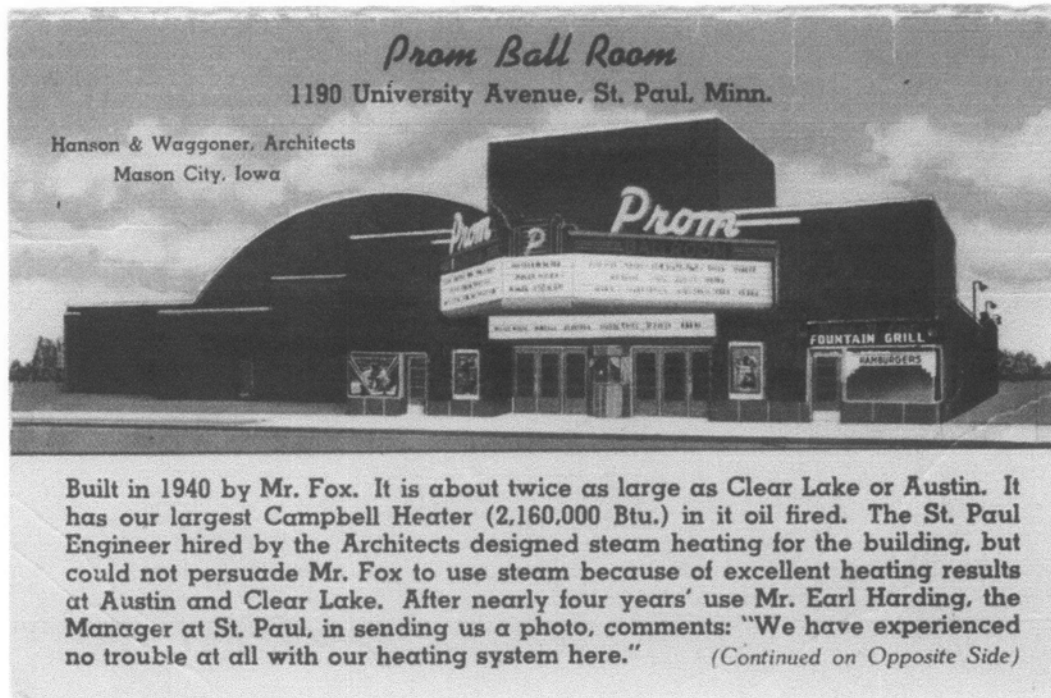 Prom Ball Room
1190 University Avenue, St. Paul, Minn.
Hanson & Waggoner, Architects
Mason City, Iowa
Prom
P
Prom
FOUNTAIN GRILL
HAMBURGERS
Built in 1940 by Mr. Fox. It is about twice as large as Clear Lake or Austin. It
has our largest Campbell Heater (2,160,000 Btu.) in it oil fired. The St. Paul
Engineer hired by the Architects designed steam heating for the building, but
could not persuade Mr. Fox to use steam because of excellent heating results
at Austin and Clear Lake. After nearly four years' use Mr. Earl Harding, the
Manager at St. Paul, in sending us a photo, comments: "We have experienced
no trouble at all with our heating system here." (Continued on Opposite Side)